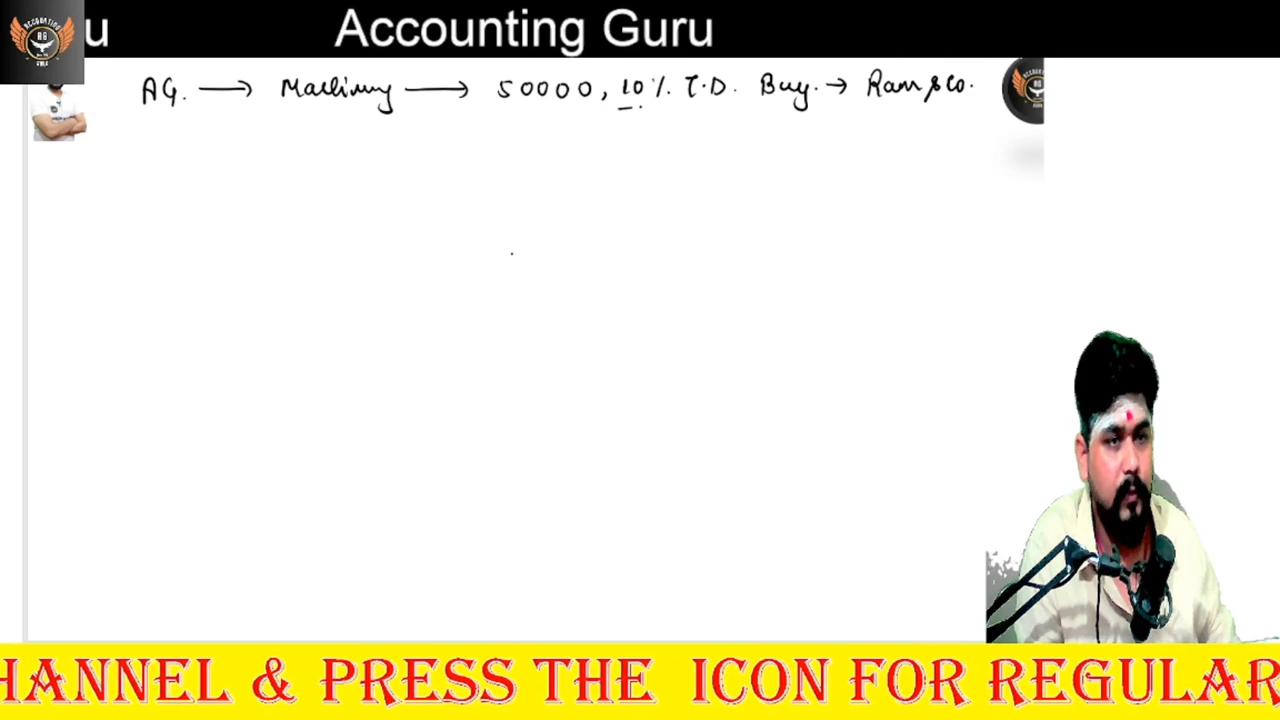 u Accounting Guru
AG. → Machinery → 50000, 10% T.D. Buy. → Ram & Co.
HANNEL & PRESS THE ICON FOR REGULAR